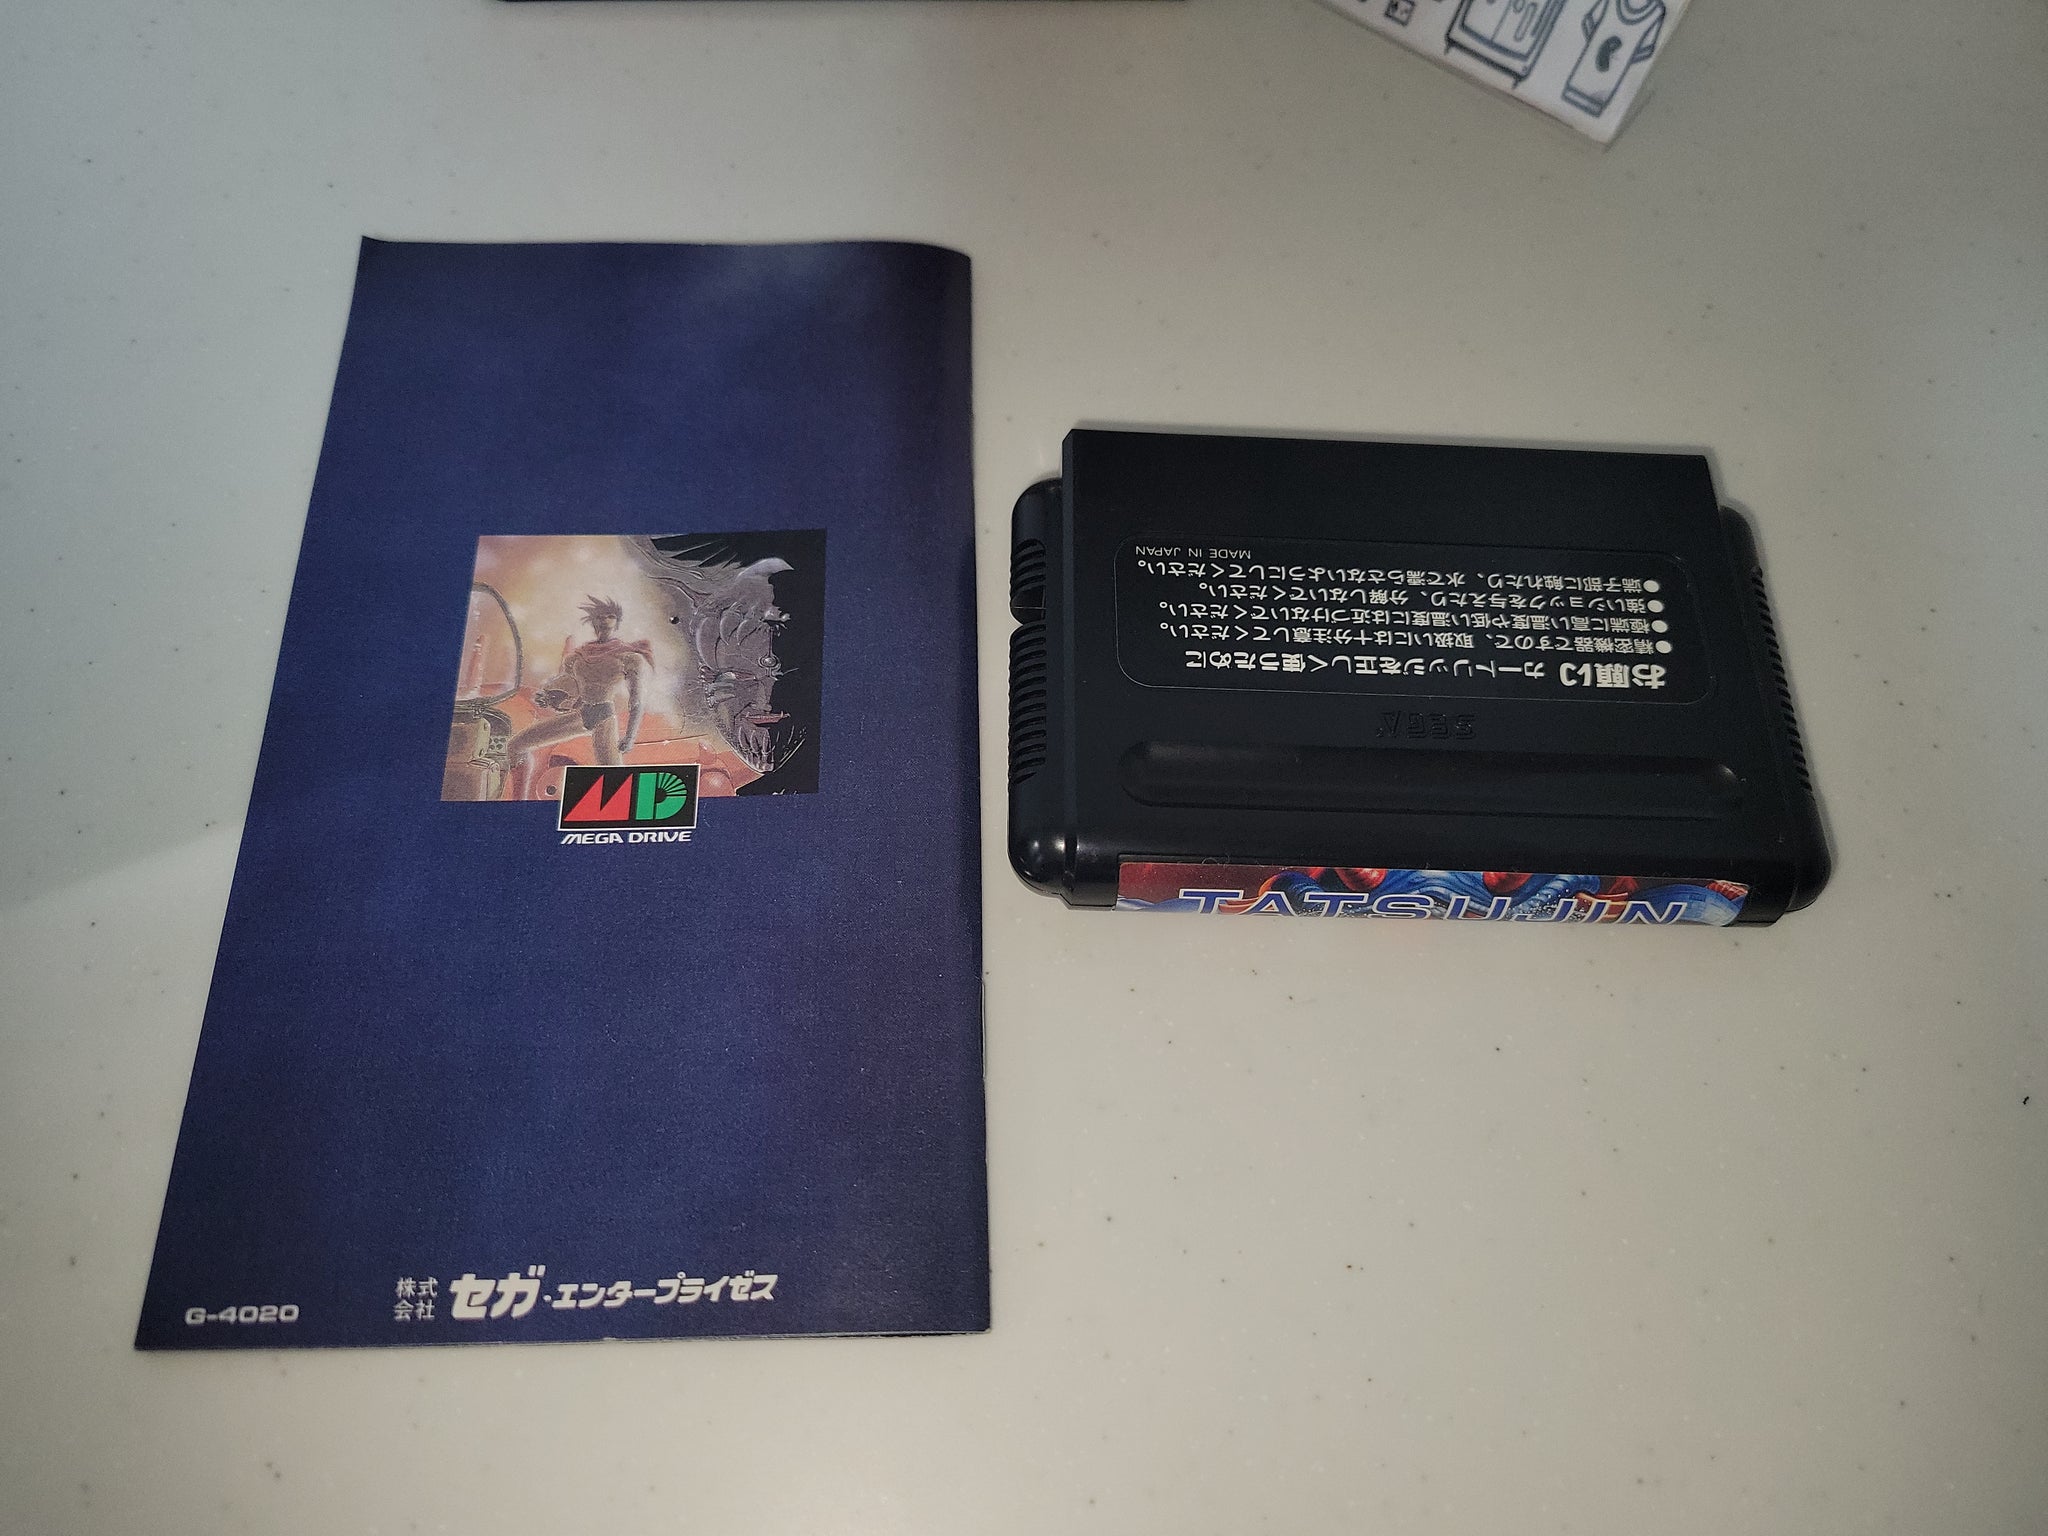 MEGA DRIVE
G-4020
株式会社 セガ・エンタープライゼス
お願い カートリッジを正しく使うために
●精密機器ですので、取扱いには十分注意してください。
●極端に高い温度や低い温度には近づけないでください。
●強いショックを与えたり、分解しないでください。
●端子部に触れたり、水で濡らさないようにしてください。
MADE IN JAPAN
SEGA
TATSUJIN